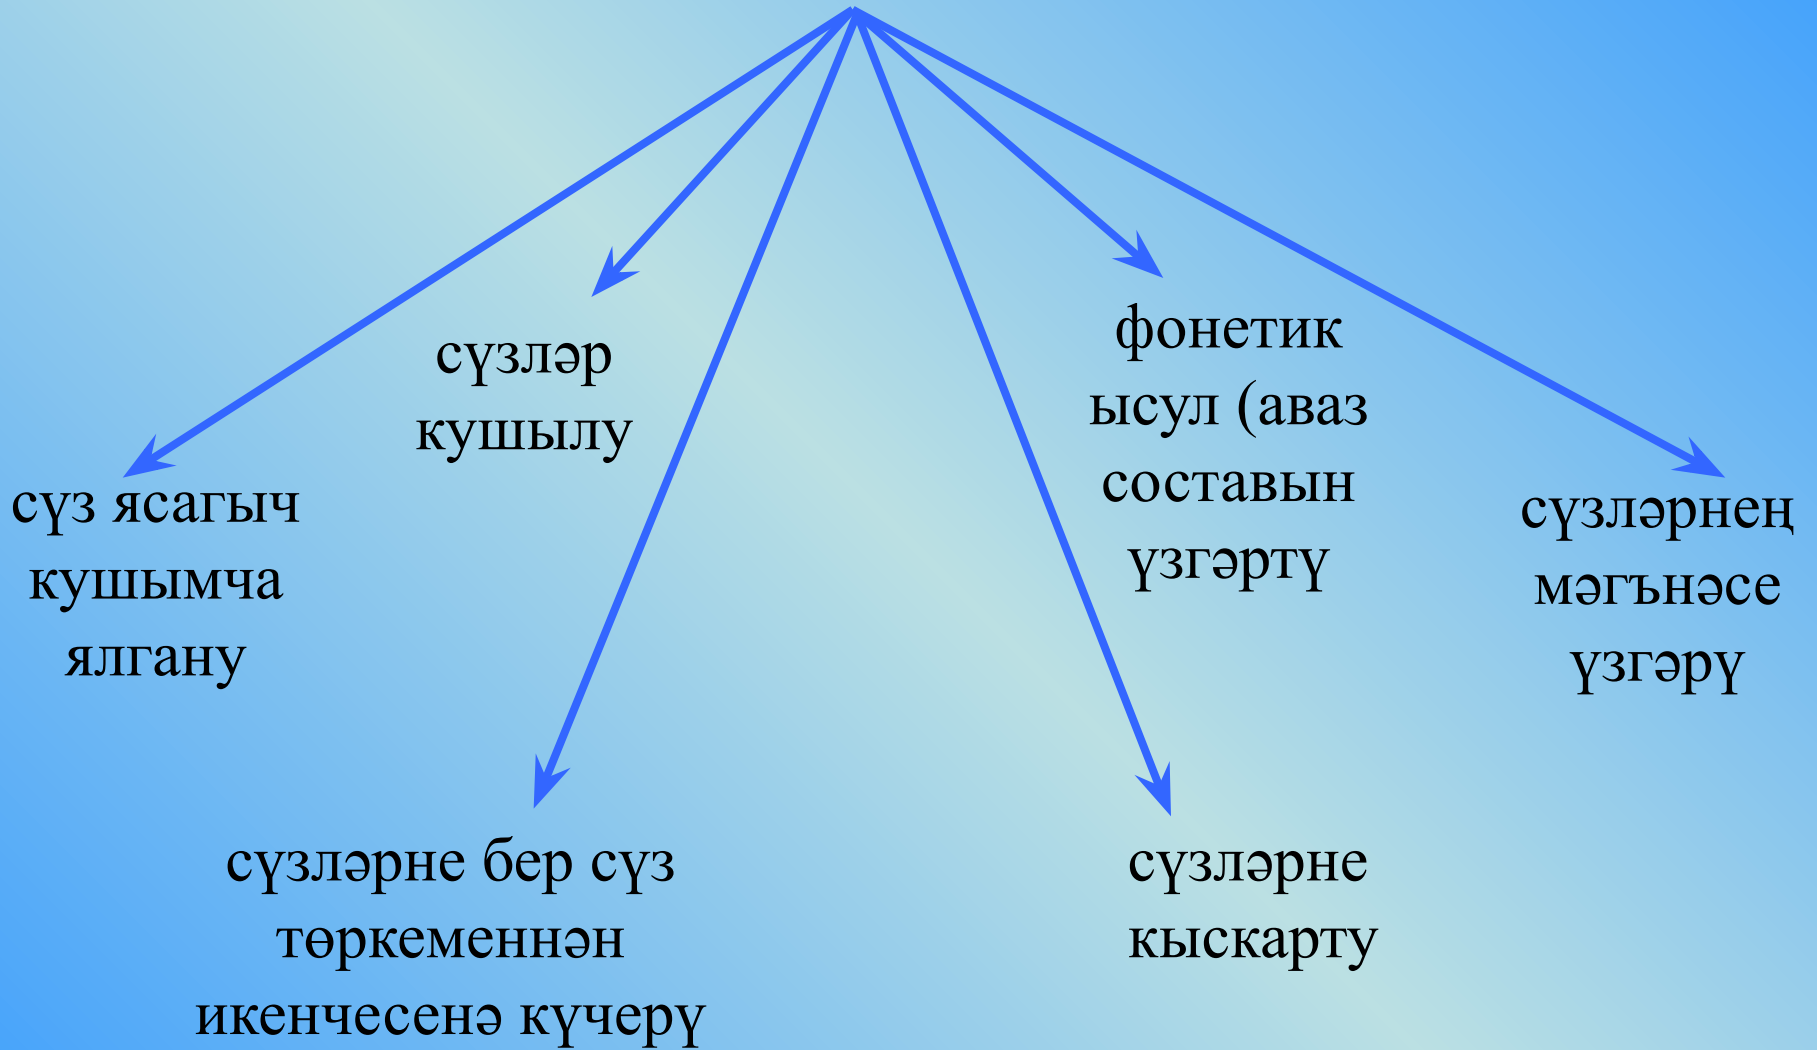 сүз ясагыч
кушымча
ялгану
сүзләр
кушылу
сүзләрне бер сүз
төркеменнән
икенчесенә күчерү
сүзләрне
кыскарту
фонетик
ысул (аваз
составын
үзгәртү
сүзләрнең
мәгънәсе
үзгәрү